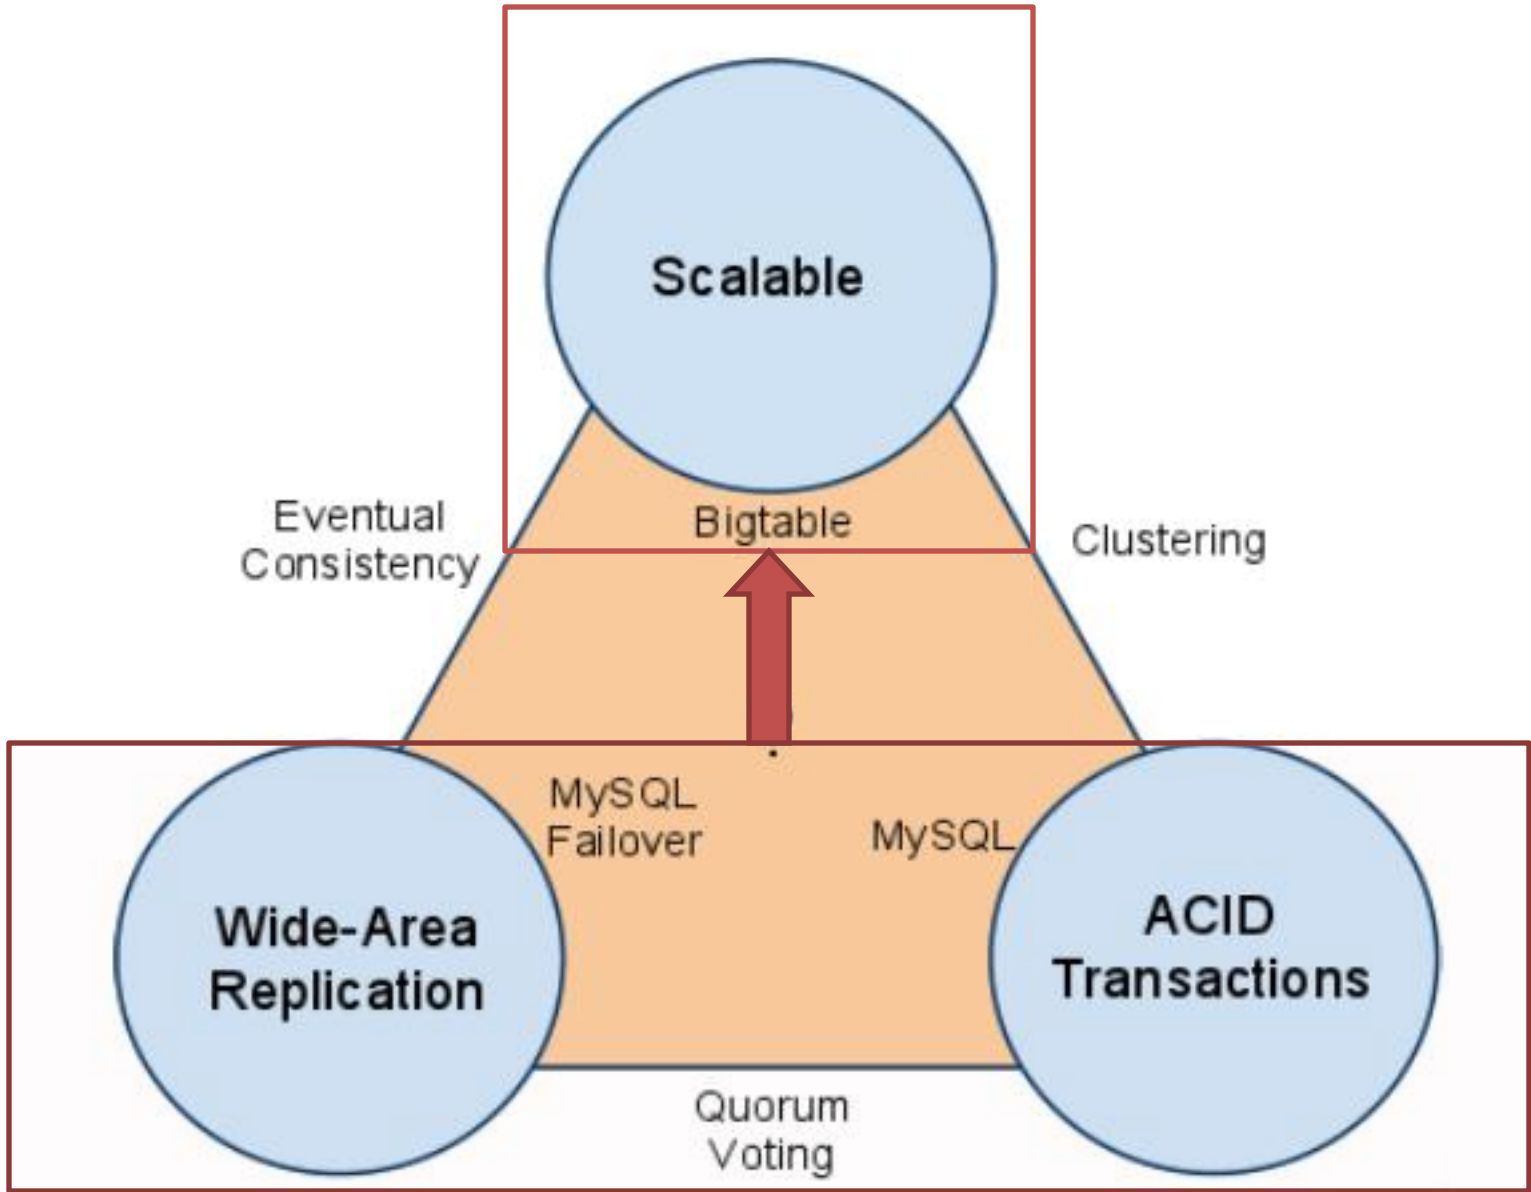 Scalable
Eventual
Consistency
Bigtable
Clustering
MySQL
Failover
MySQL
Wide-Area
Replication
ACID
Transactions
Quorum
Voting